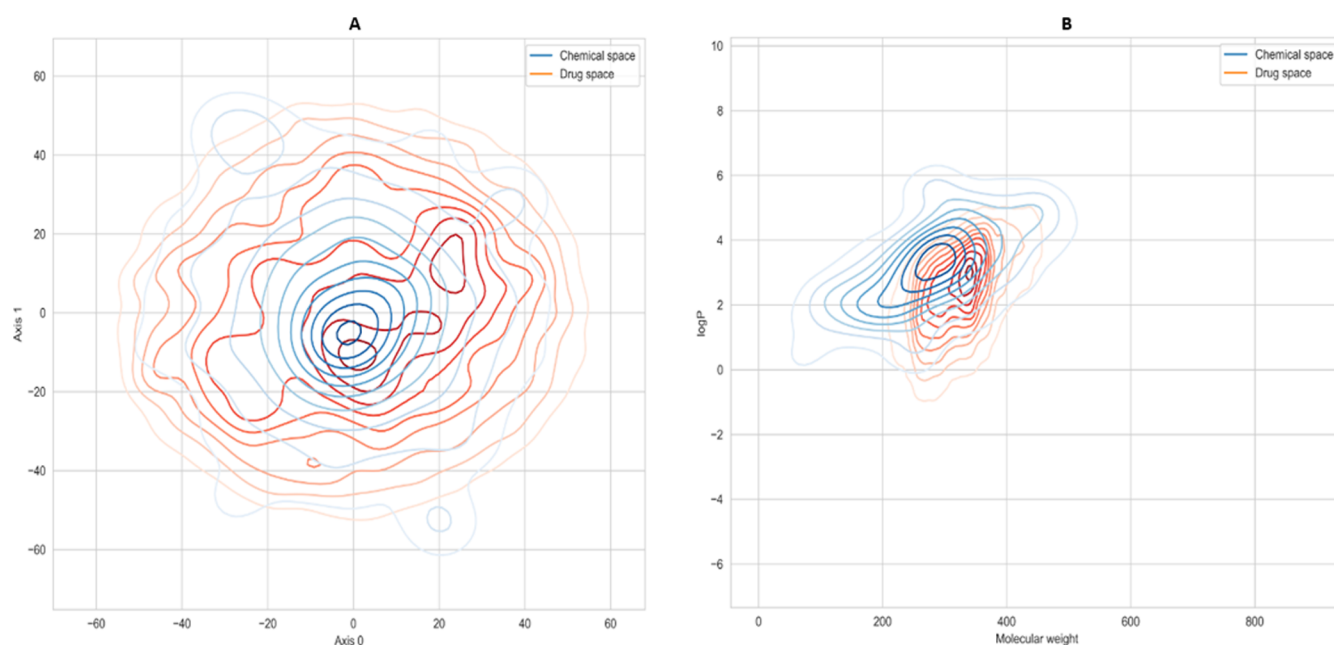 A
Chemical space
Drug space
60
40
20
0
−20
−40
−60
Axis 1
−60
−40
−20
0
20
40
60
Axis 0
B
Chemical space
Drug space
10
8
6
4
2
0
−2
−4
−6
logP
0
200
400
600
800
Molecular weight